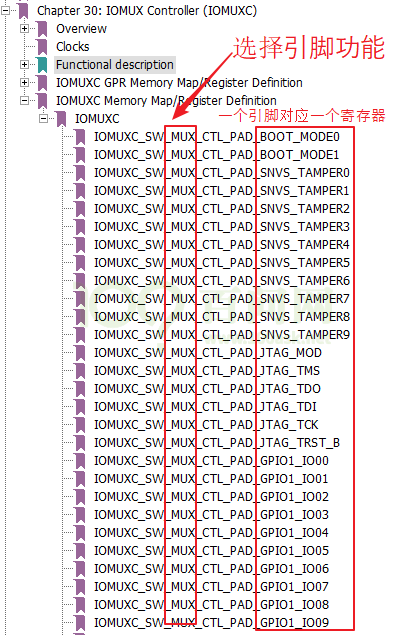 Chapter 30: IOMUX Controller (IOMUXC)
Overview
选择引脚功能
Clocks
Functional description
IOMUXC GPR Memory Map/Register Definition
IOMUXC Memory Map/Register Definition
IOMUXC
一个引脚对应一个寄存器
IOMUXC_SW_MUX_CTL_PAD_BOOT_MODE0
IOMUXC_SW_MUX_CTL_PAD_BOOT_MODE1
IOMUXC_SW_MUX_CTL_PAD_SNVS_TAMPER0
IOMUXC_SW_MUX_CTL_PAD_SNVS_TAMPER1
IOMUXC_SW_MUX_CTL_PAD_SNVS_TAMPER2
IOMUXC_SW_MUX_CTL_PAD_SNVS_TAMPER3
IOMUXC_SW_MUX_CTL_PAD_SNVS_TAMPER4
IOMUXC_SW_MUX_CTL_PAD_SNVS_TAMPER5
IOMUXC_SW_MUX_CTL_PAD_SNVS_TAMPER6
IOMUXC_SW_MUX_CTL_PAD_SNVS_TAMPER7
IOMUXC_SW_MUX_CTL_PAD_SNVS_TAMPER8
IOMUXC_SW_MUX_CTL_PAD_SNVS_TAMPER9
IOMUXC_SW_MUX_CTL_PAD_JTAG_MOD
IOMUXC_SW_MUX_CTL_PAD_JTAG_TMS
IOMUXC_SW_MUX_CTL_PAD_JTAG_TDO
IOMUXC_SW_MUX_CTL_PAD_JTAG_TDI
IOMUXC_SW_MUX_CTL_PAD_JTAG_TCK
IOMUXC_SW_MUX_CTL_PAD_JTAG_TRST_B
IOMUXC_SW_MUX_CTL_PAD_GPIO1_IO00
IOMUXC_SW_MUX_CTL_PAD_GPIO1_IO01
IOMUXC_SW_MUX_CTL_PAD_GPIO1_IO02
IOMUXC_SW_MUX_CTL_PAD_GPIO1_IO03
IOMUXC_SW_MUX_CTL_PAD_GPIO1_IO04
IOMUXC_SW_MUX_CTL_PAD_GPIO1_IO05
IOMUXC_SW_MUX_CTL_PAD_GPIO1_IO06
IOMUXC_SW_MUX_CTL_PAD_GPIO1_IO07
IOMUXC_SW_MUX_CTL_PAD_GPIO1_IO08
IOMUXC_SW_MUX_CTL_PAD_GPIO1_IO09